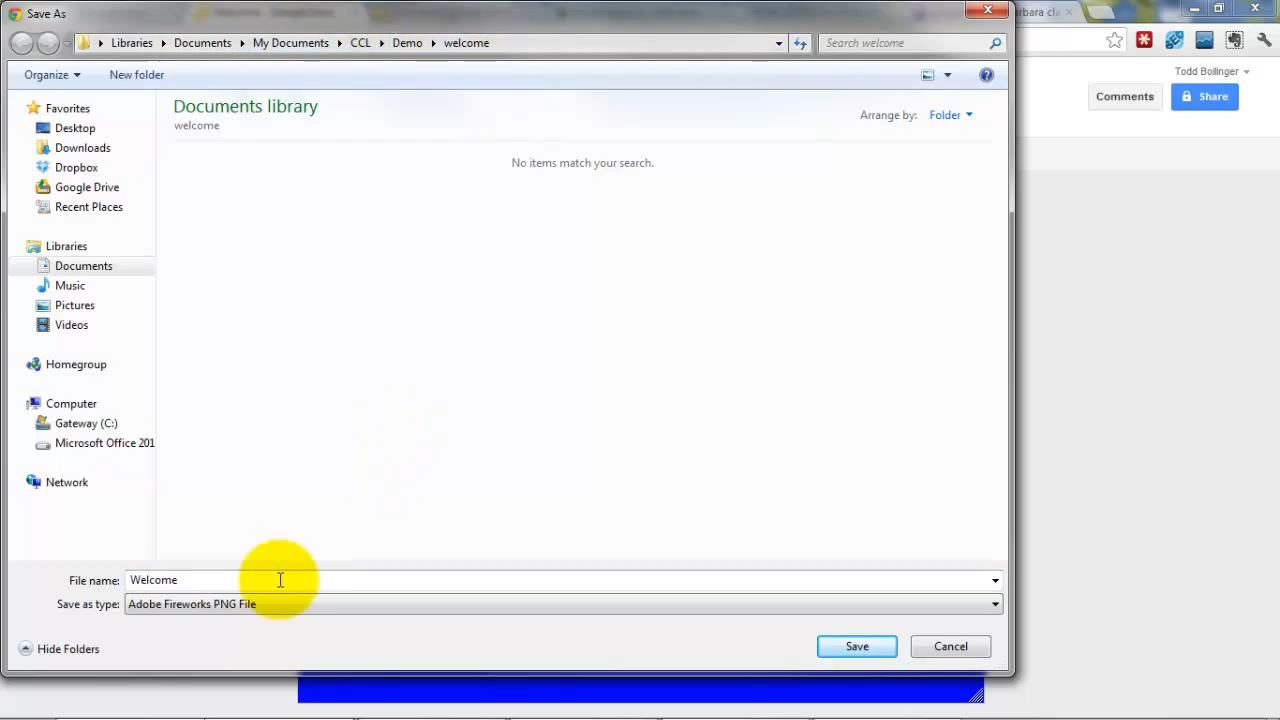 Save As
Libraries Documents My Documents CCL Demo welcome
Search welcome
Todd Bollinger
Organize New folder
Comments Share
Favorites
Desktop
Downloads
Dropbox
Google Drive
Recent Places
Libraries
Documents
Music
Pictures
Videos
Homegroup
Computer
Gateway (C:)
Microsoft Office 201
Network
Documents library
welcome
Arrange by: Folder
No items match your search.
File name: Welcome
Save as type: Adobe Fireworks PNG File
Hide Folders
Save Cancel